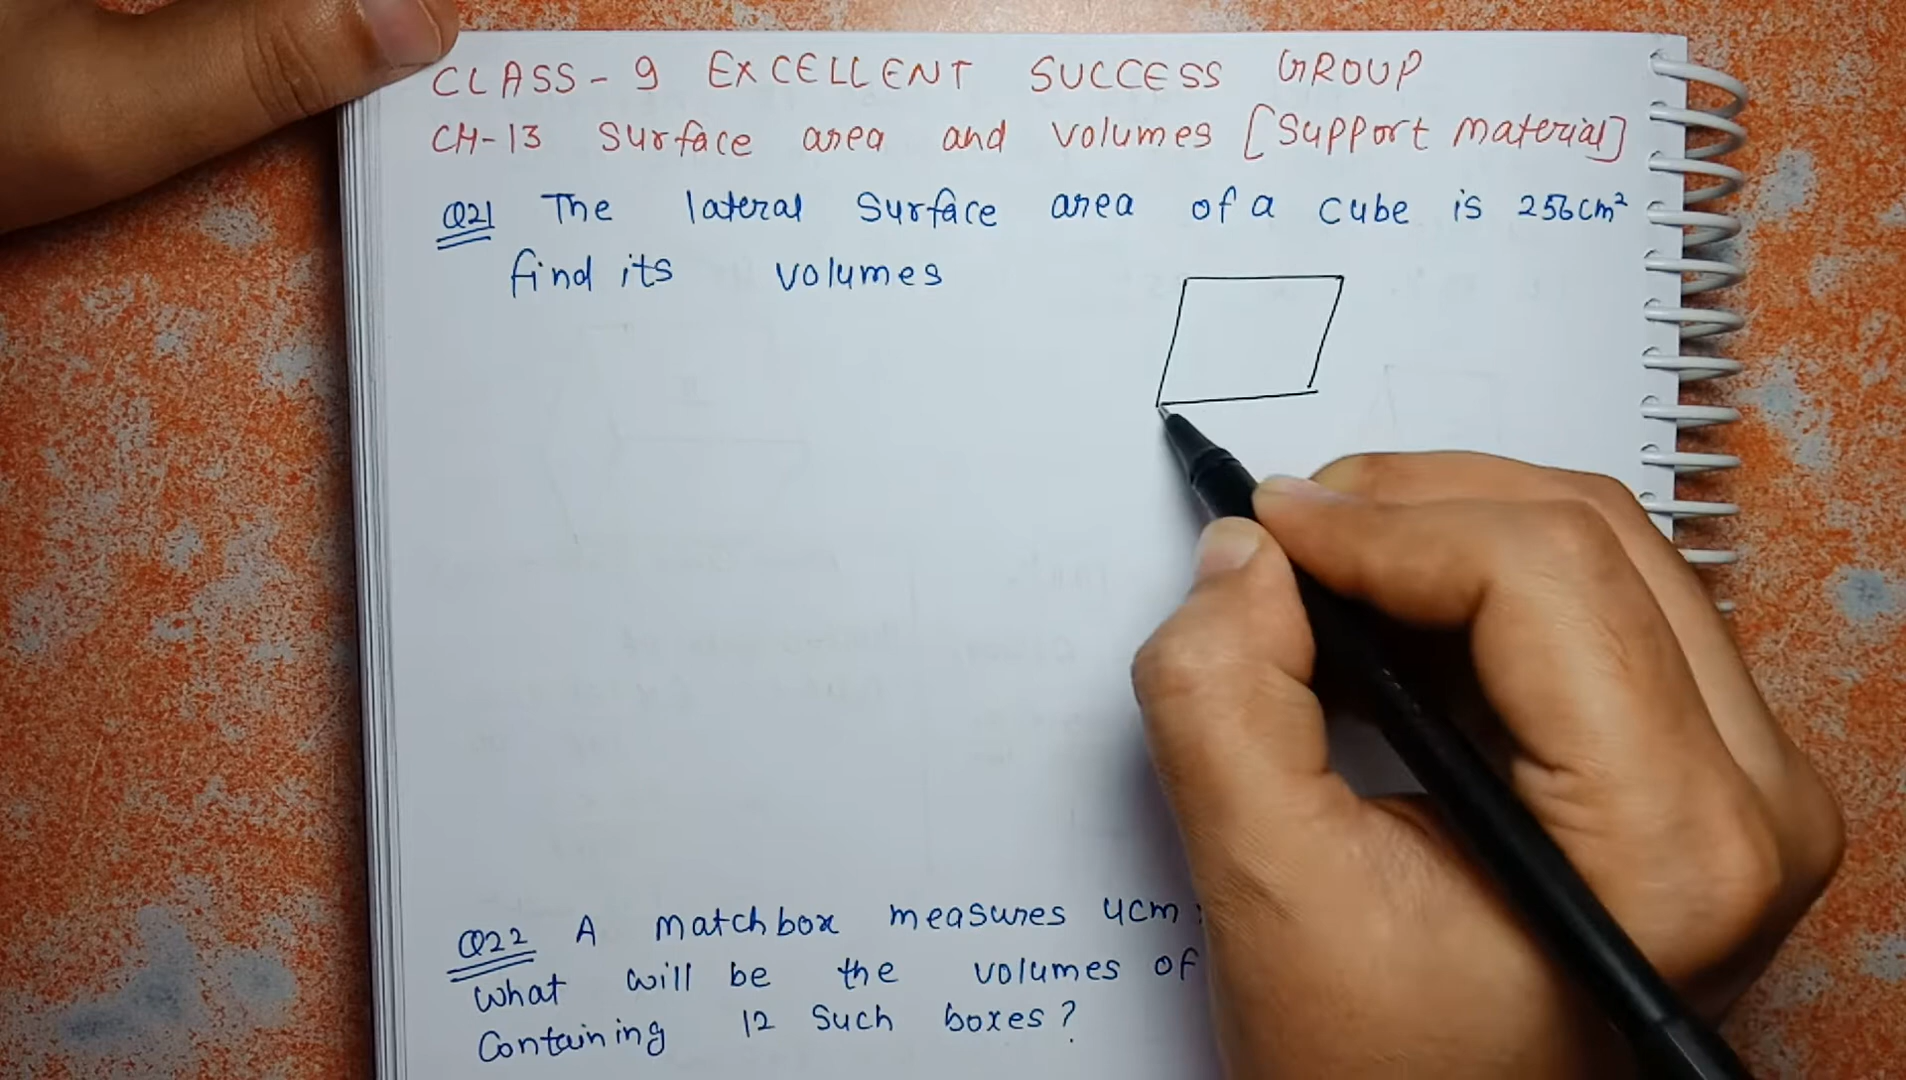 CLASS-9 EXCELLENT SUCCESS GROUP
CH-13 Surface area and volumes [Support Material]
Q21 The lateral Surface area of a cube is 256cm²
find its volumes
Q22 A matchbox measures 4cm
What will be the volumes of
Containing 12 Such boxes?